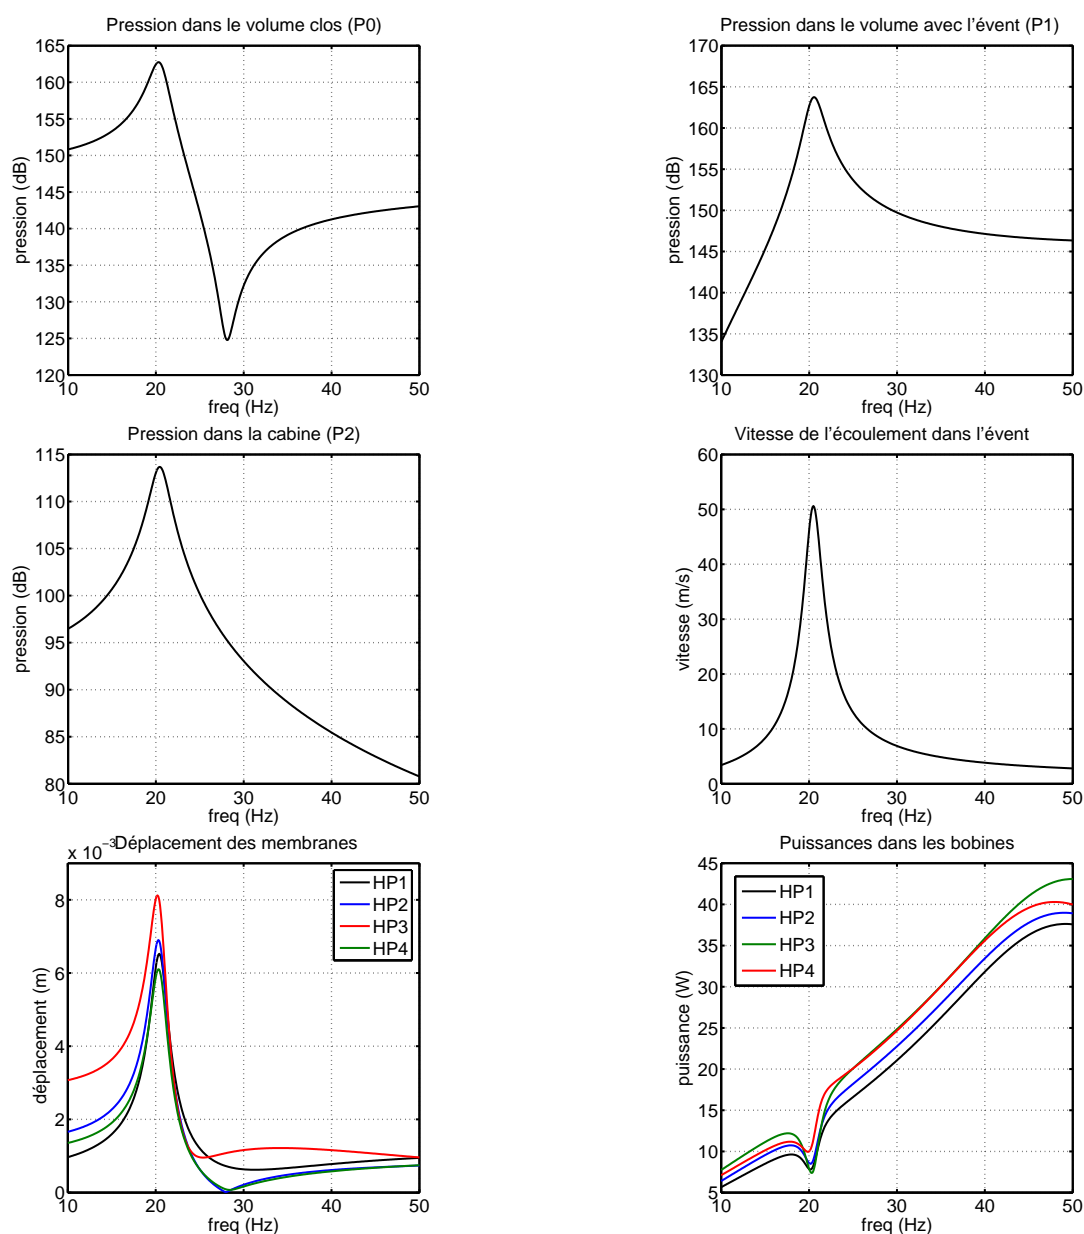 Pression dans le volume clos (P0)
165
160
155
150
145
140
135
130
125
120
pression (dB)
10 20 30 40 50
freq (Hz)
Pression dans le volume avec l'évent (P1)
170
165
160
155
150
145
140
135
130
pression (dB)
10 20 30 40 50
freq (Hz)
Pression dans la cabine (P2)
115
110
105
100
95
90
85
80
pression (dB)
10 20 30 40 50
freq (Hz)
Vitesse de l'écoulement dans l'évent
60
50
40
30
20
10
0
vitesse (m/s)
10 20 30 40 50
freq (Hz)
x 10⁻³ Déplacement des membranes
8
6
4
2
0
déplacement (m)
HP1
HP2
HP3
HP4
10 20 30 40 50
freq (Hz)
Puissances dans les bobines
45
40
35
30
25
20
15
10
5
puissance (W)
HP1
HP2
HP3
HP4
10 20 30 40 50
freq (Hz)